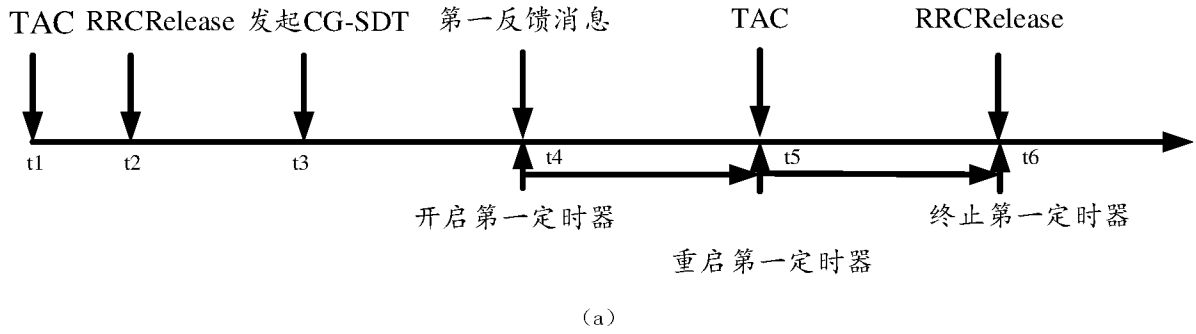 TAC RRCRelease 发起CG-SDT 第一反馈消息 TAC RRCRelease
t1 t2 t3 t4 t5 t6
开启第一定时器 终止第一定时器
重启第一定时器
（a）